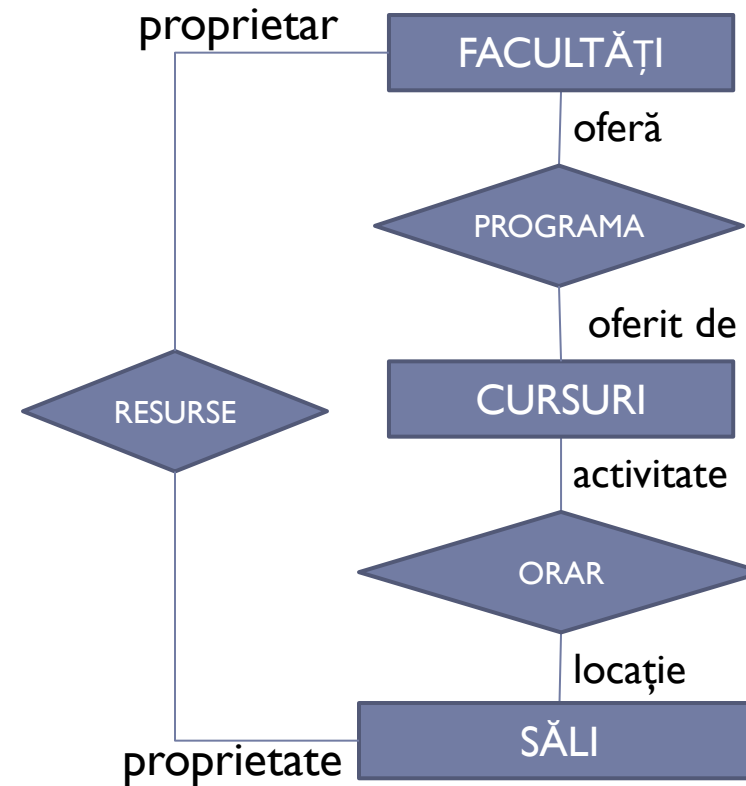 proprietar
FACULTĂȚI
oferă
PROGRAMA
oferit de
RESURSE
CURSURI
activitate
ORAR
locație
SĂLI
proprietate